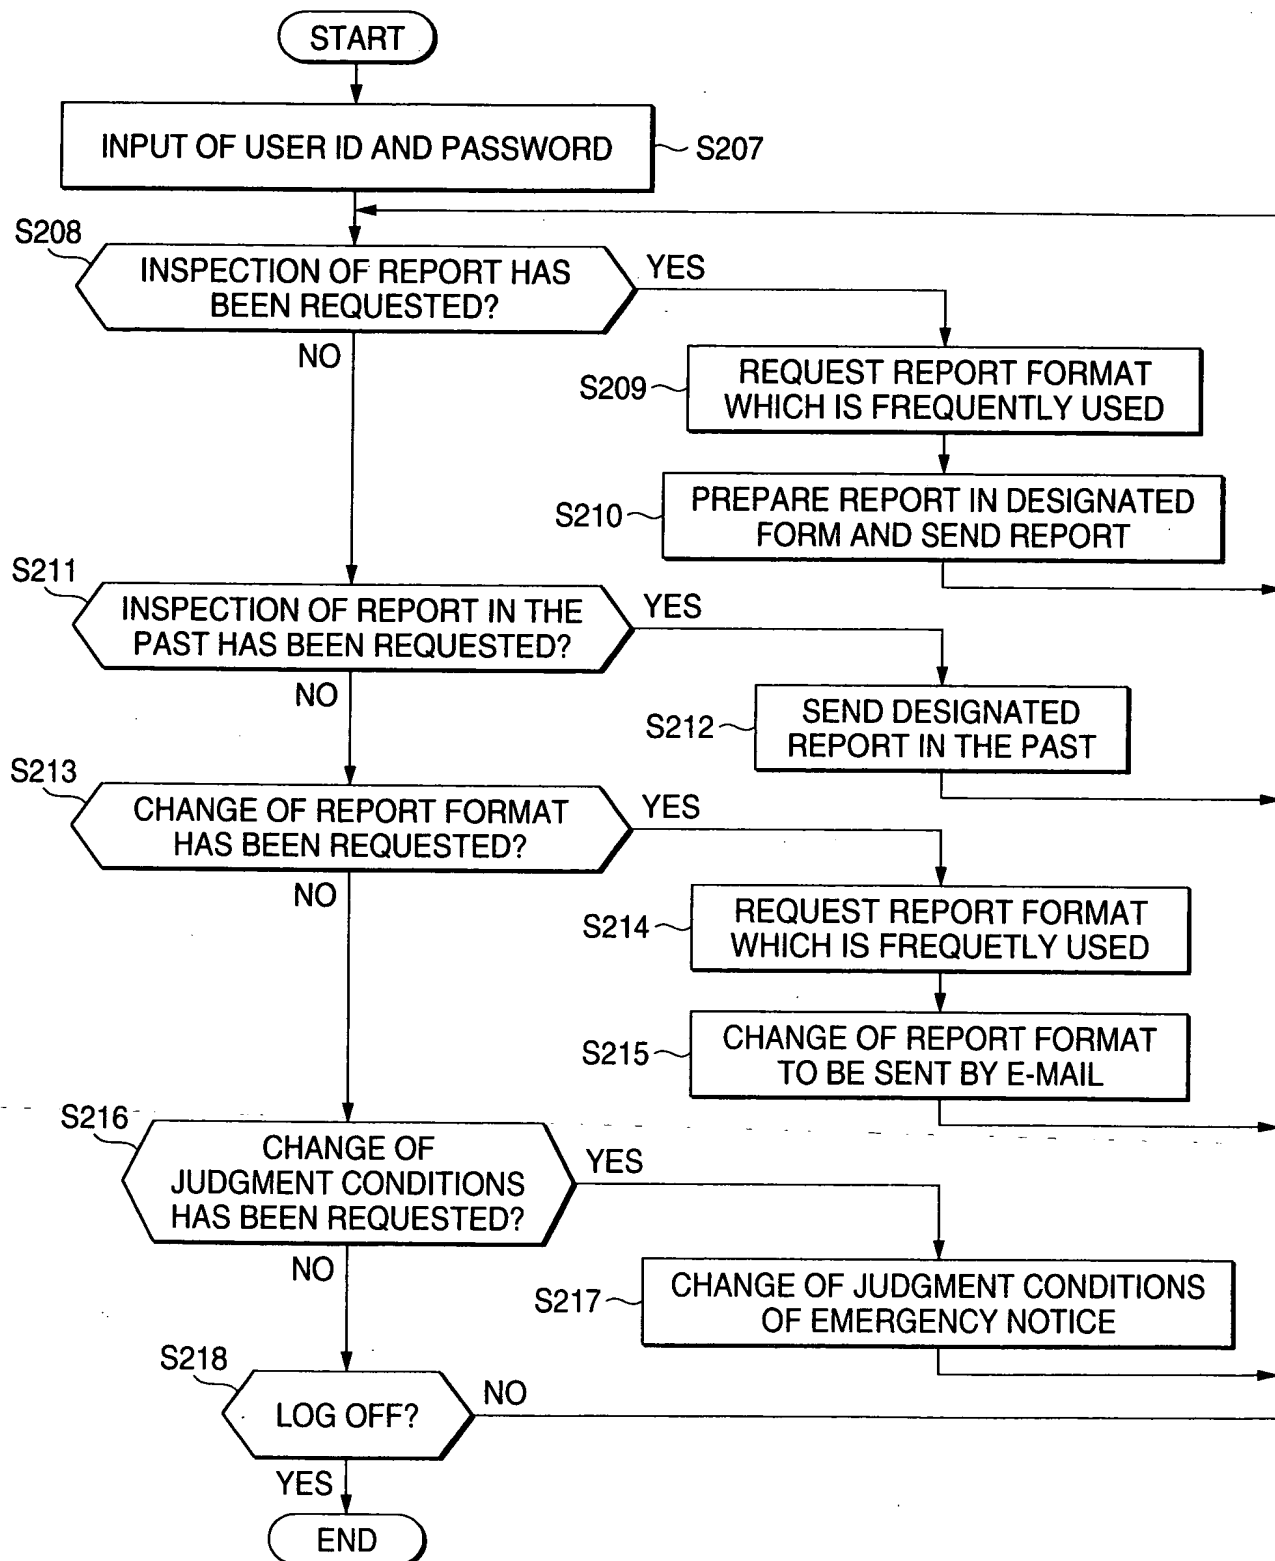 START
INPUT OF USER ID AND PASSWORD
S207
S208
INSPECTION OF REPORT HAS
BEEN REQUESTED?
YES
NO
REQUEST REPORT FORMAT
WHICH IS FREQUENTLY USED
S209
PREPARE REPORT IN DESIGNATED
FORM AND SEND REPORT
S210
S211
INSPECTION OF REPORT IN THE
PAST HAS BEEN REQUESTED?
YES
NO
SEND DESIGNATED
REPORT IN THE PAST
S212
S213
CHANGE OF REPORT FORMAT
HAS BEEN REQUESTED?
YES
NO
REQUEST REPORT FORMAT
WHICH IS FREQUETLY USED
S214
CHANGE OF REPORT FORMAT
TO BE SENT BY E-MAIL
S215
S216
CHANGE OF
JUDGMENT CONDITIONS
HAS BEEN REQUESTED?
YES
NO
CHANGE OF JUDGMENT CONDITIONS
OF EMERGENCY NOTICE
S217
S218
LOG OFF?
NO
YES
END